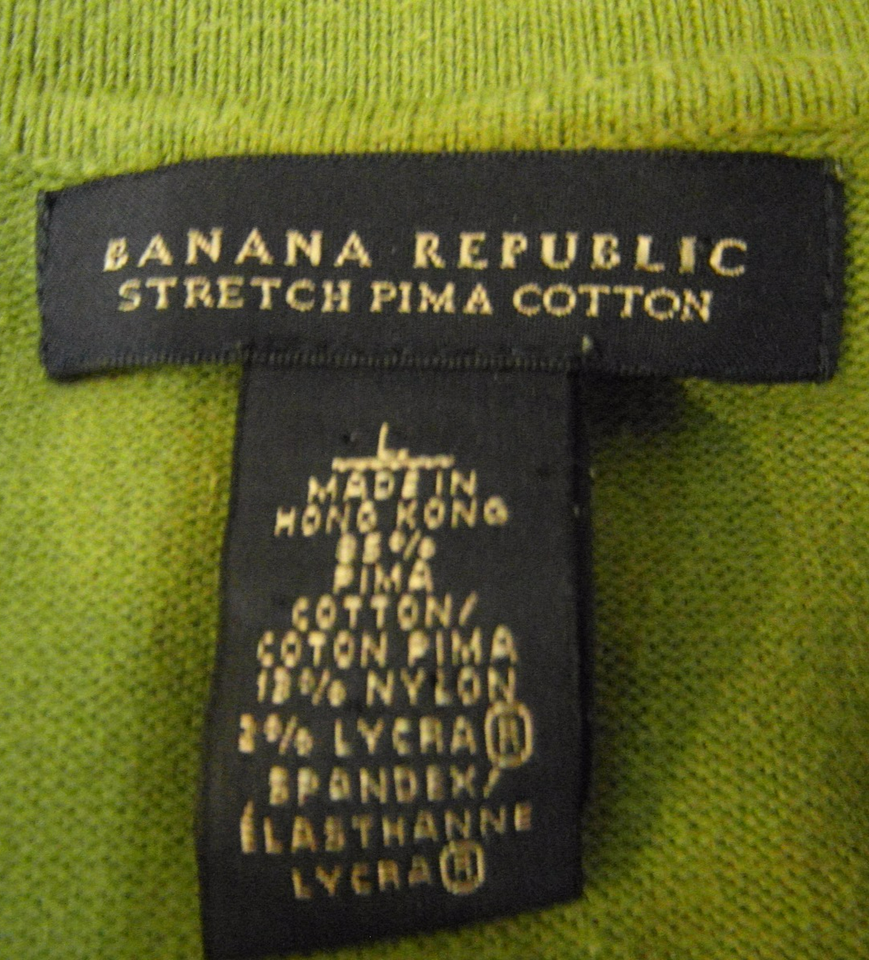 BANANA REPUBLIC
STRETCH PIMA COTTON
L
MADE IN
HONG KONG
85%
PIMA
COTTON/
COTON PIMA
13% NYLON
2% LYCRA®
SPANDEX/
ÉLASTHANNE
LYCRA®